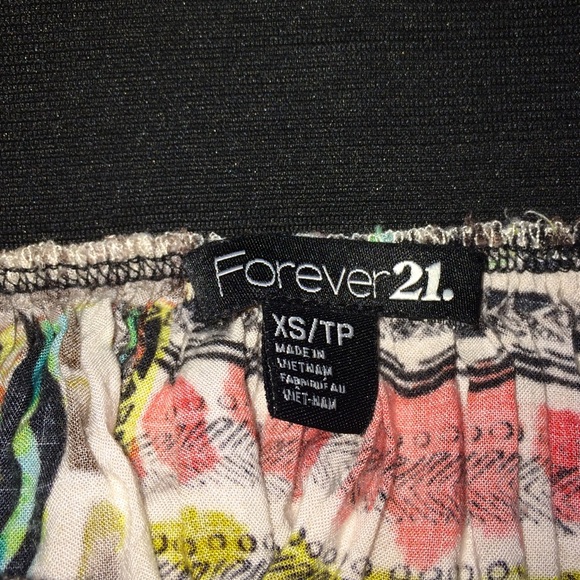 Forever21.
XS/TP
MADE IN
VIETNAM
FABRIQUÉ AU
VIET-NAM